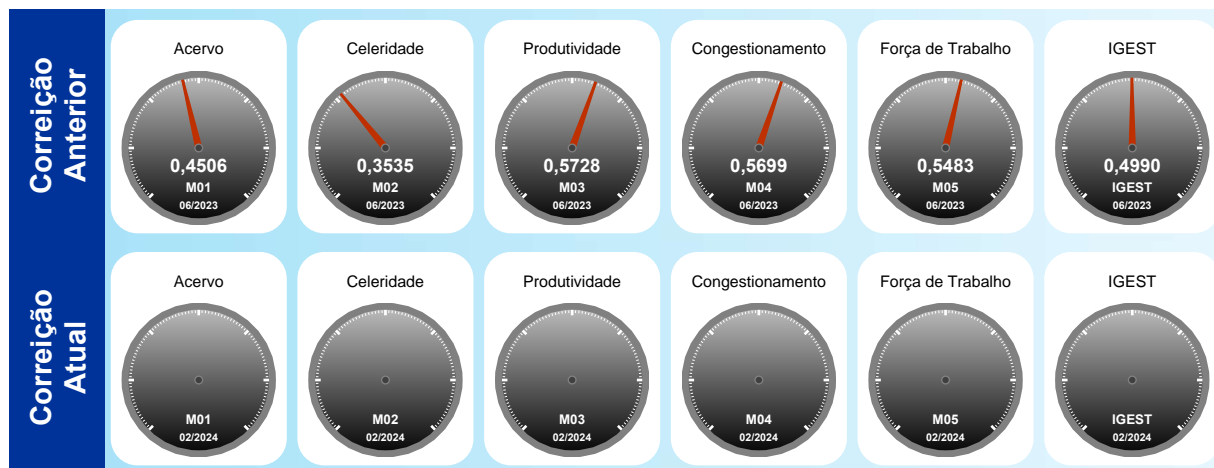 Correição
Anterior
Acervo
0,4506
M01
06/2023
Celeridade
0,3535
M02
06/2023
Produtividade
0,5728
M03
06/2023
Congestionamento
0,5699
M04
06/2023
Força de Trabalho
0,5483
M05
06/2023
IGEST
0,4990
IGEST
06/2023
Correição
Atual
Acervo
M01
02/2024
Celeridade
M02
02/2024
Produtividade
M03
02/2024
Congestionamento
M04
02/2024
Força de Trabalho
M05
02/2024
IGEST
IGEST
02/2024